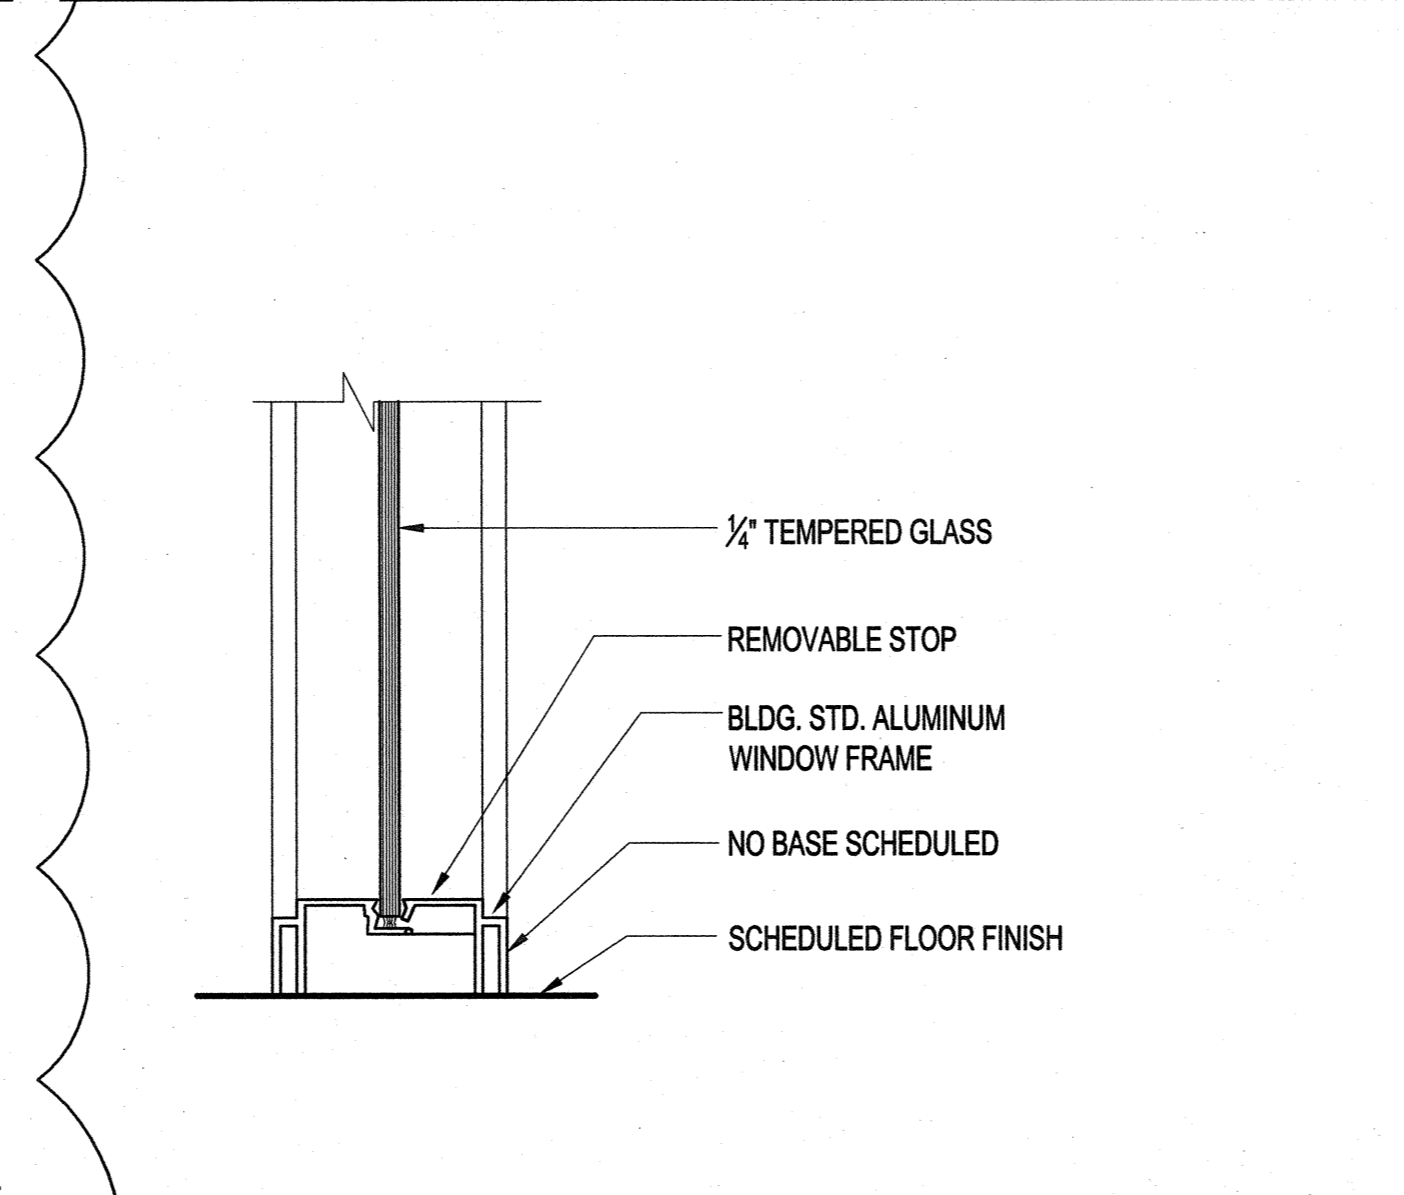 1/4" TEMPERED GLASS
REMOVABLE STOP
BLDG. STD. ALUMINUM
WINDOW FRAME
NO BASE SCHEDULED
SCHEDULED FLOOR FINISH